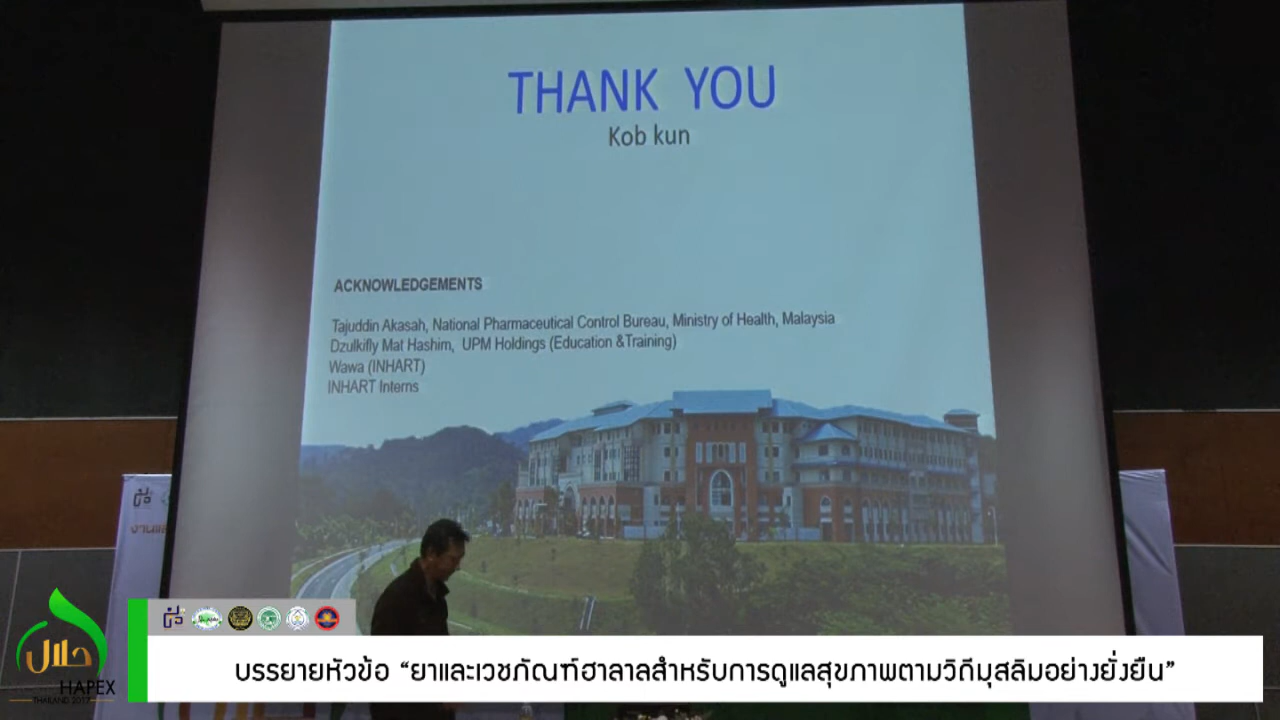 THANK YOU
Kob kun
ACKNOWLEDGEMENTS
Tajuddin Akasah, National Pharmaceutical Control Bureau, Ministry of Health, Malaysia
Dzulkifly Mat Hashim, UPM Holdings (Education &Training)
Wawa (INHART)
INHART Interns
حلال
HAPEX
THAILAND 2017
บรรยายหัวข้อ “ยาและเวชภัณฑ์ฮาลาลสำหรับการดูแลสุขภาพตามวิถีมุสลิมอย่างยั่งยืน”